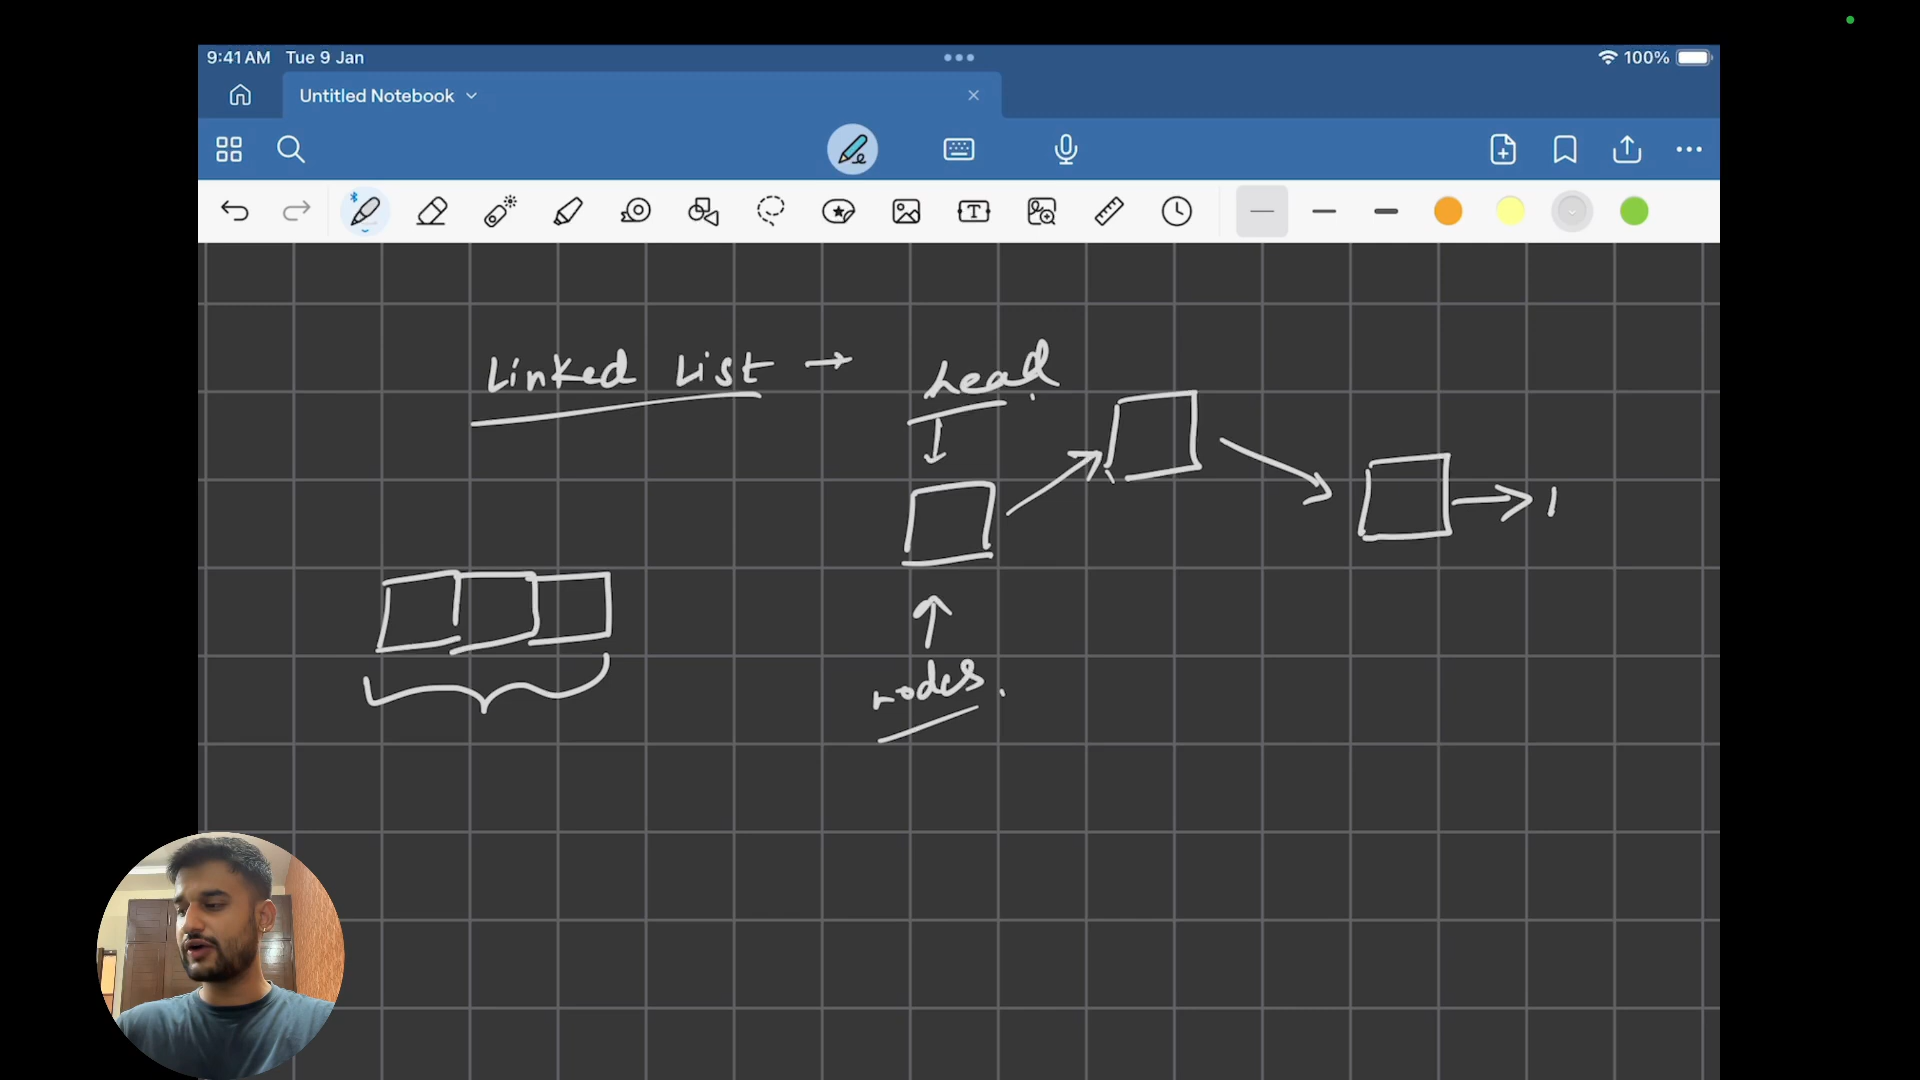 9:41 AM Tue 9 Jan
100%
Untitled Notebook
T
Linked List → head
nodes.